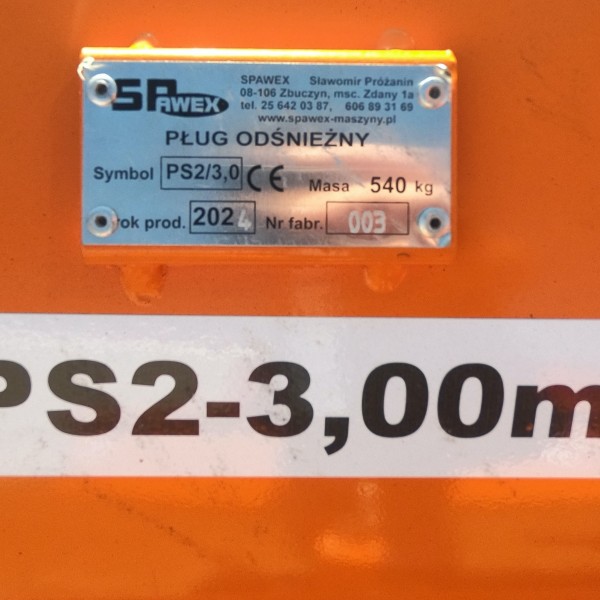 SPAWEX
SPAWEX Sławomir Próżanin
08-106 Zbuczyn, msc. Zdany 1a
tel. 25 642 03 87, 606 89 31 69
www.spawex-maszyny.pl
PŁUG ODŚNIEŻNY
Symbol PS2/3,0 CE Masa 540 kg
rok prod. 2024 Nr fabr. 003
PS2-3,00m